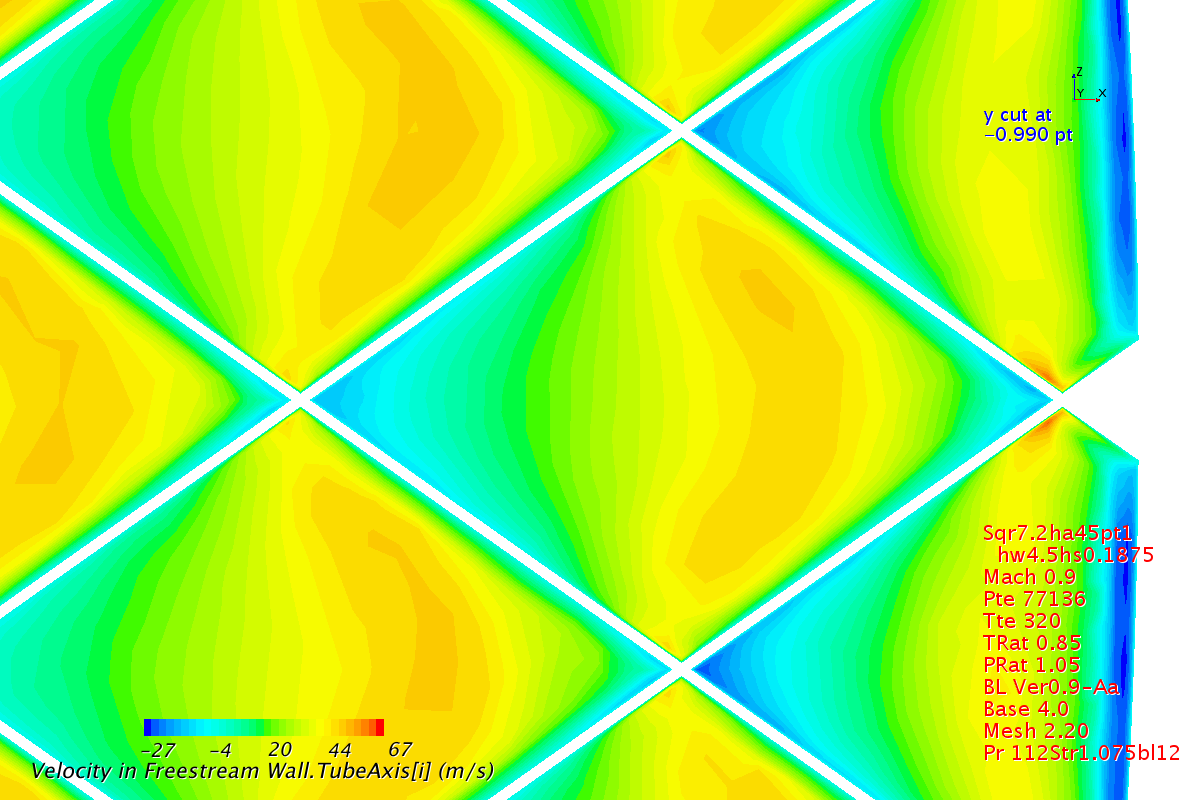 Z
Y X
y cut at
−0.990 pt
Sqr7.2ha45pt1
hw4.5hs0.1875
Mach 0.9
Pte 77136
Tte 320
TRat 0.85
PRat 1.05
BL Ver0.9-Aa
Base 4.0
Mesh 2.20
Pr 112Str1.075bl12
−27 −4 20 44 67
Velocity in Freestream Wall.TubeAxis[i] (m/s)